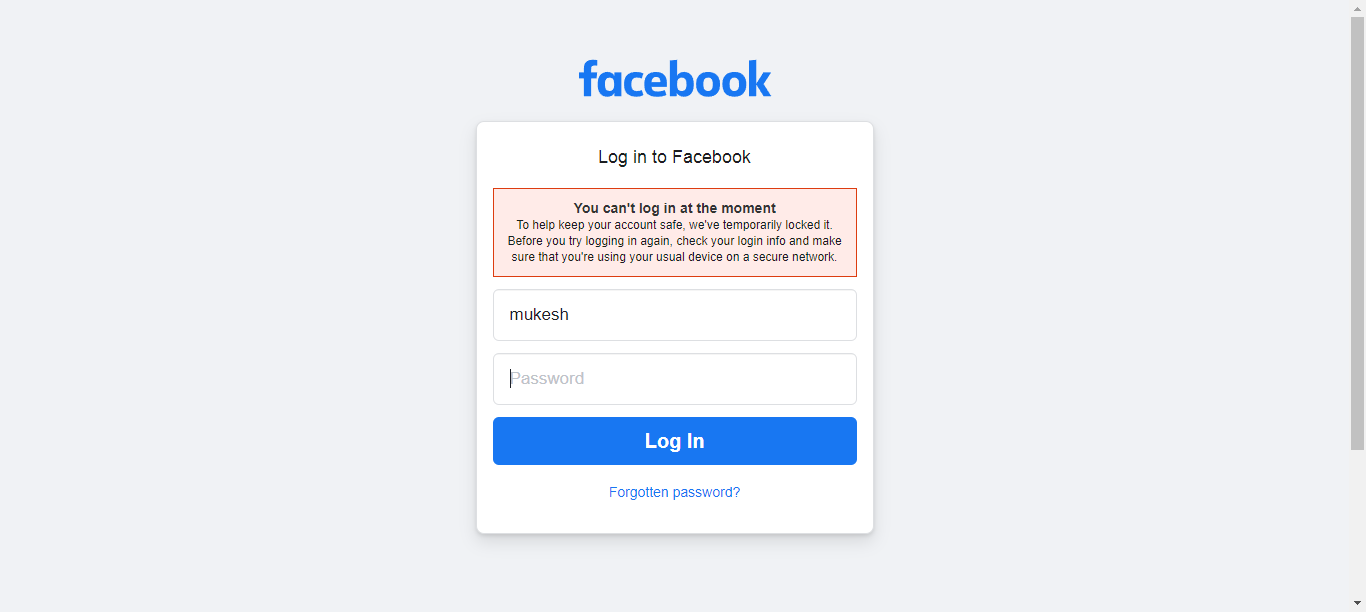 facebook
Log in to Facebook
You can't log in at the moment
To help keep your account safe, we've temporarily locked it.
Before you try logging in again, check your login info and make
sure that you're using your usual device on a secure network.
mukesh
Password
Log In
Forgotten password?